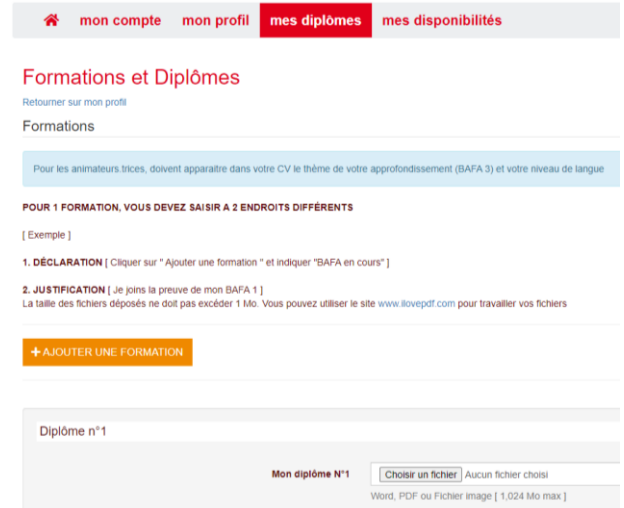 mon compte mon profil mes diplômes mes disponibilités
Formations et Diplômes
Retourner sur mon profil
Formations
Pour les animateurs.trices, doivent apparaitre dans votre CV le thème de votre approfondissement (BAFA 3) et votre niveau de langue
POUR 1 FORMATION, VOUS DEVEZ SAISIR A 2 ENDROITS DIFFÉRENTS
[ Exemple ]
1. DÉCLARATION [ Cliquer sur " Ajouter une formation " et indiquer "BAFA en cours" ]
2. JUSTIFICATION [ Je joins la preuve de mon BAFA 1 ]
La taille des fichiers déposés ne doit pas excéder 1 Mo. Vous pouvez utiliser le site www.ilovepdf.com pour travailler vos fichiers
+ AJOUTER UNE FORMATION
Diplôme n°1
Mon diplôme N°1 Choisir un fichier Aucun fichier choisi
Word, PDF ou Fichier image [ 1,024 Mo max ]